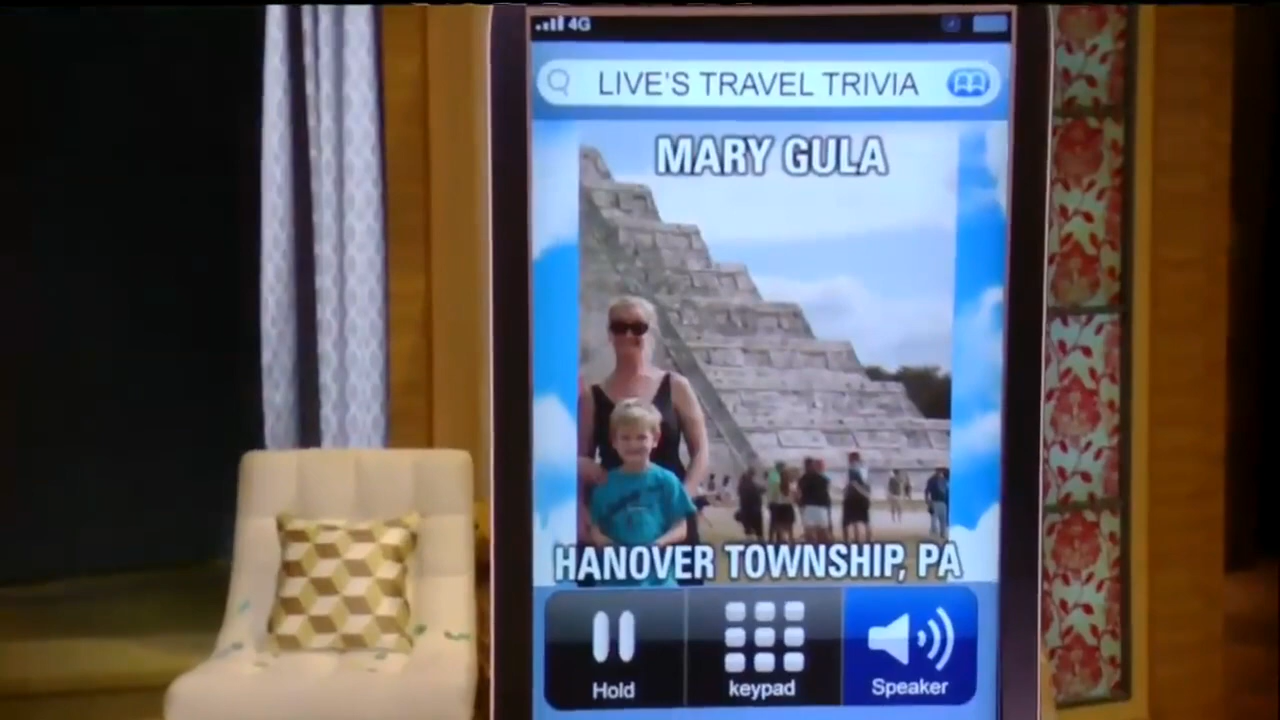 4G
LIVE'S TRAVEL TRIVIA
MARY GULA
HANOVER TOWNSHIP, PA
Hold
keypad
Speaker